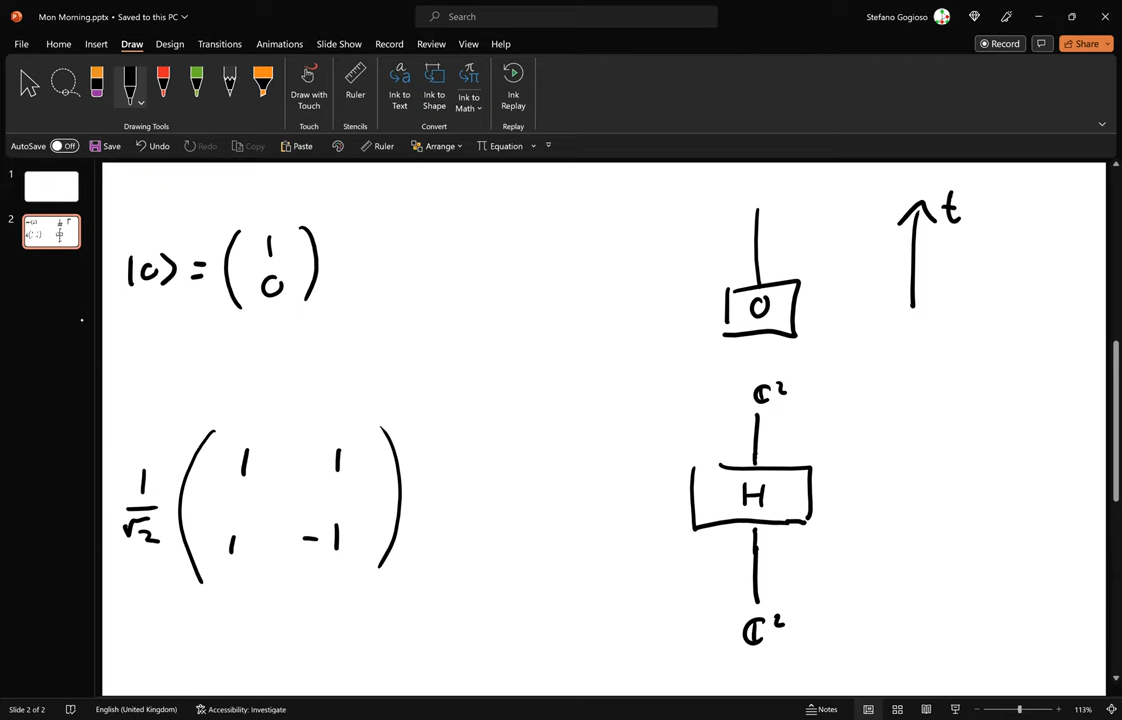 Mon Morning.pptx • Saved to this PC
Search
Stefano Gogioso
File Home Insert Draw Design Transitions Animations Slide Show Record Review View Help
Record
Share
Draw with Touch
Ruler
Ink to Text
Ink to Shape
Ink to Math
Ink Replay
Drawing Tools
Touch
Stencils
Convert
Replay
AutoSave Off Save Undo Redo Copy Paste Ruler Arrange Equation
1
2
|0> = ( 1
0 )
0
t
ℂ²
1/√2 ( 1 1
1 -1 )
H
ℂ²
Slide 2 of 2 English (United Kingdom) Accessibility: Investigate Notes 113%